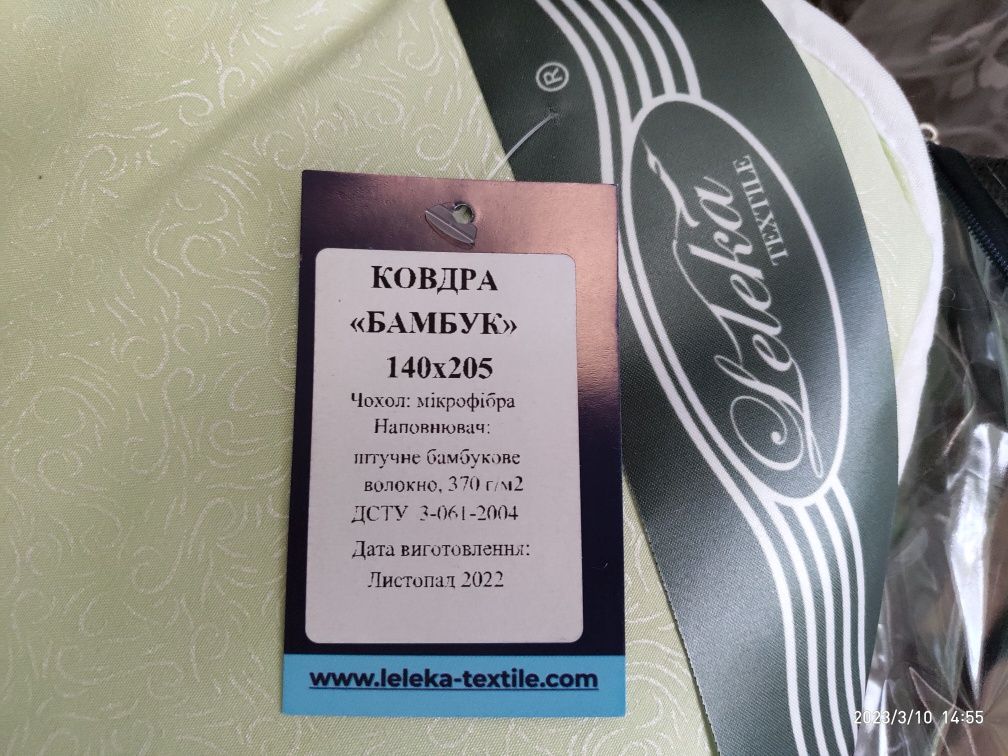 ®
Leleka
TEXTILE
КОВДРА
«БАМБУК»
140х205
Чохол: мікрофібра
Наповнювач:
штучне бамбукове
волокно, 370 г/м2
ДСТУ 3-061-2004
Дата виготовлення:
Листопад 2022
www.leleka-textile.com
2023/3/10 14:55